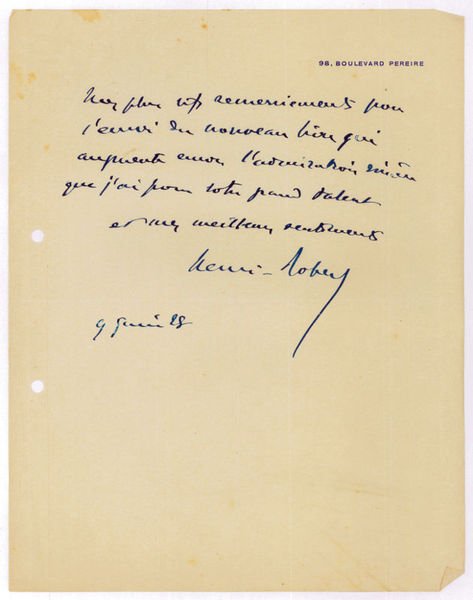 98, BOULEVARD PEREIRE
Mes plus vifs remerciements pour
l'envoi du nouveau livre qui
augmente encore l'admiration sincère
que j'ai pour votre grand talent
et mes meilleurs sentiments
Henri-Robert
9 Juin 28